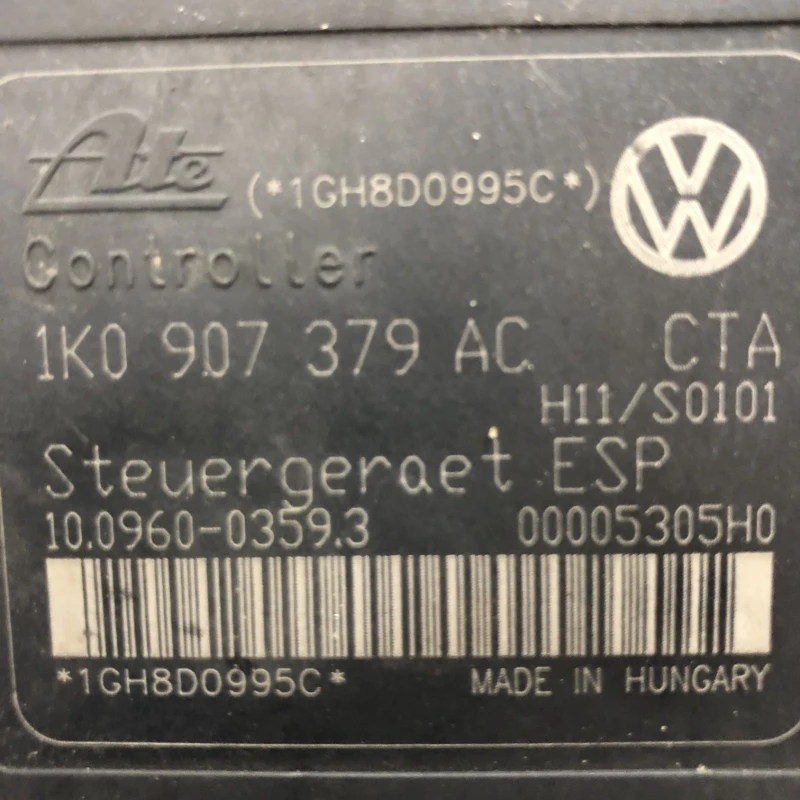 Ate (*1GH8D0995C*) VW
Controller
1K0 907 379 AC CTA
H11/S0101
Steuergeraet ESP
10.0960-0359.3 00005305H0
*1GH8D0995C* MADE IN HUNGARY